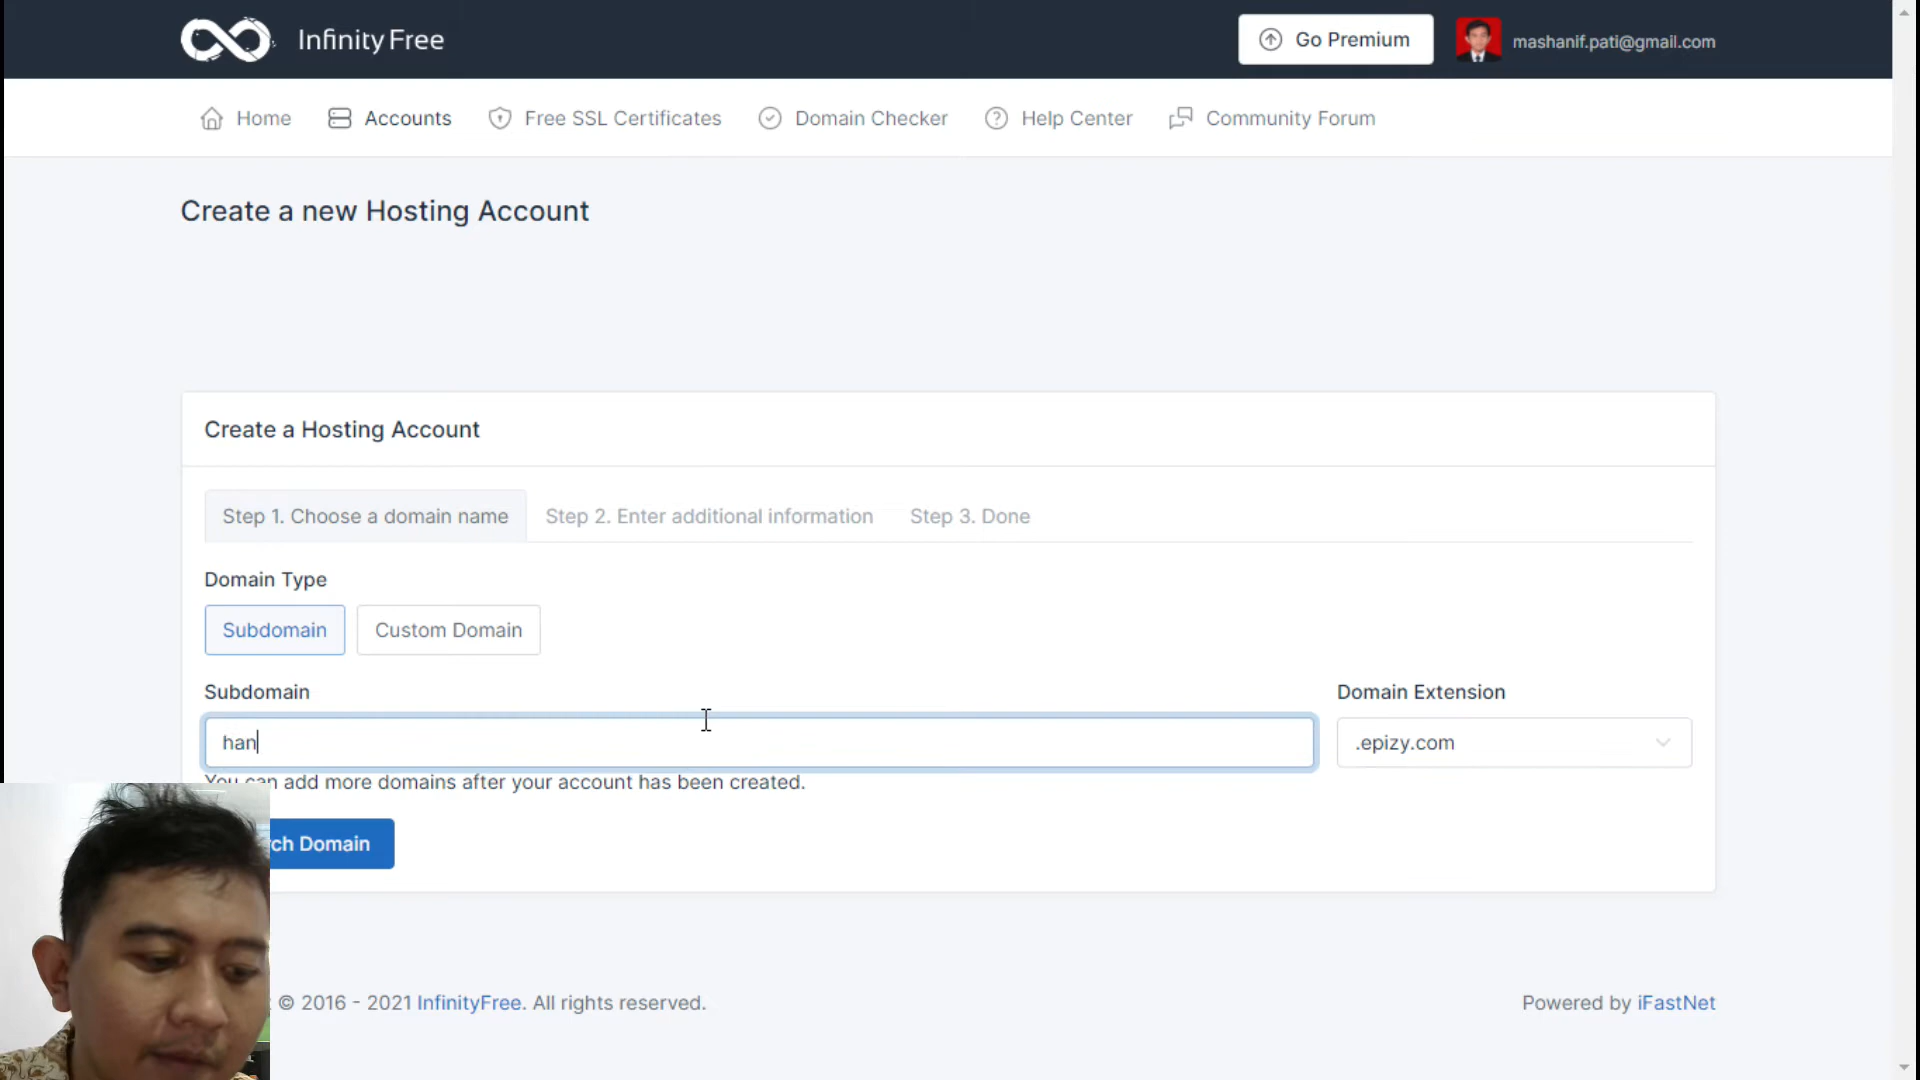 Infinity Free
Go Premium
mashanif.pati@gmail.com
Home
Accounts
Free SSL Certificates
Domain Checker
Help Center
Community Forum
Create a new Hosting Account
Create a Hosting Account
Step 1. Choose a domain name
Step 2. Enter additional information
Step 3. Done
Domain Type
Subdomain
Custom Domain
Subdomain
Domain Extension
han
.epizy.com
You can add more domains after your account has been created.
ch Domain
© 2016 - 2021 InfinityFree. All rights reserved.
Powered by iFastNet